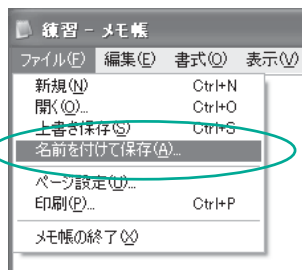 練習 - メモ帳
ファイル(F) 編集(E) 書式(O) 表示(V)
新規(N) Ctrl+N
開く(O)... Ctrl+O
上書き保存(S) Ctrl+S
名前を付けて保存(A)...
ページ設定(U)...
印刷(P)... Ctrl+P
メモ帳の終了(X)